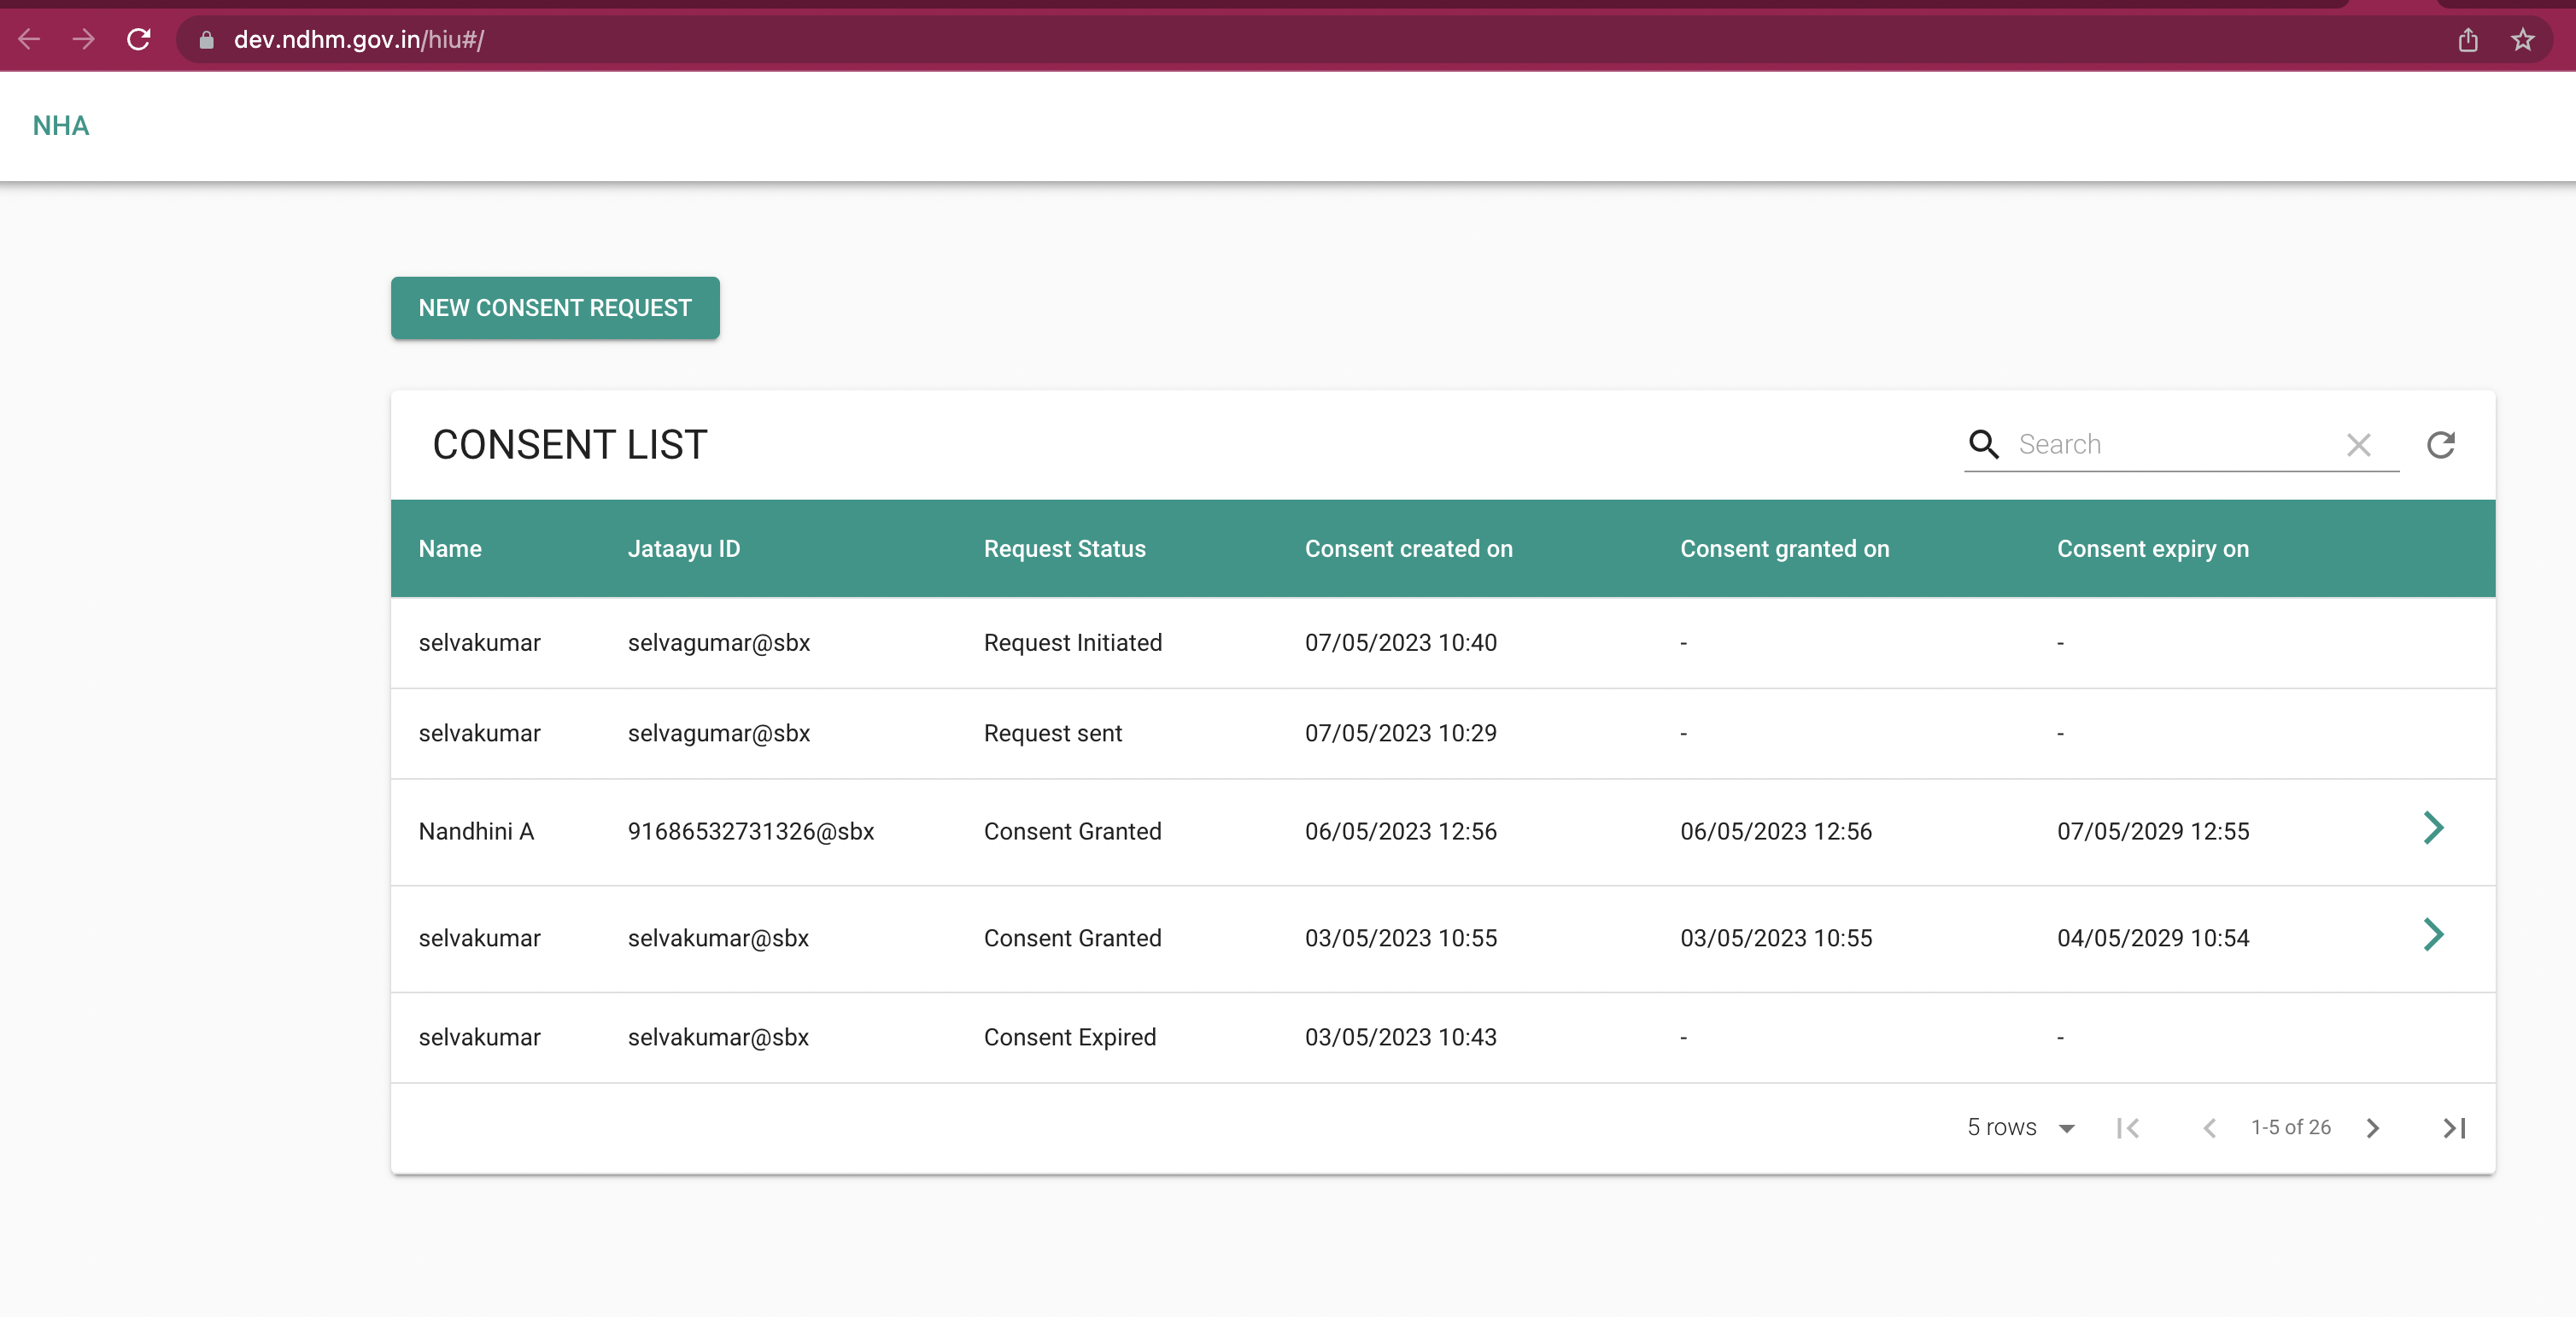 dev.ndhm.gov.in/hiu#/
NHA
NEW CONSENT REQUEST
CONSENT LIST
Search
Name Jataayu ID Request Status Consent created on Consent granted on Consent expiry on
selvakumar selvagumar@sbx Request Initiated 07/05/2023 10:40 - -
selvakumar selvagumar@sbx Request sent 07/05/2023 10:29 - -
Nandhini A 91686532731326@sbx Consent Granted 06/05/2023 12:56 06/05/2023 12:56 07/05/2029 12:55
selvakumar selvakumar@sbx Consent Granted 03/05/2023 10:55 03/05/2023 10:55 04/05/2029 10:54
selvakumar selvakumar@sbx Consent Expired 03/05/2023 10:43 - -
5 rows 1-5 of 26